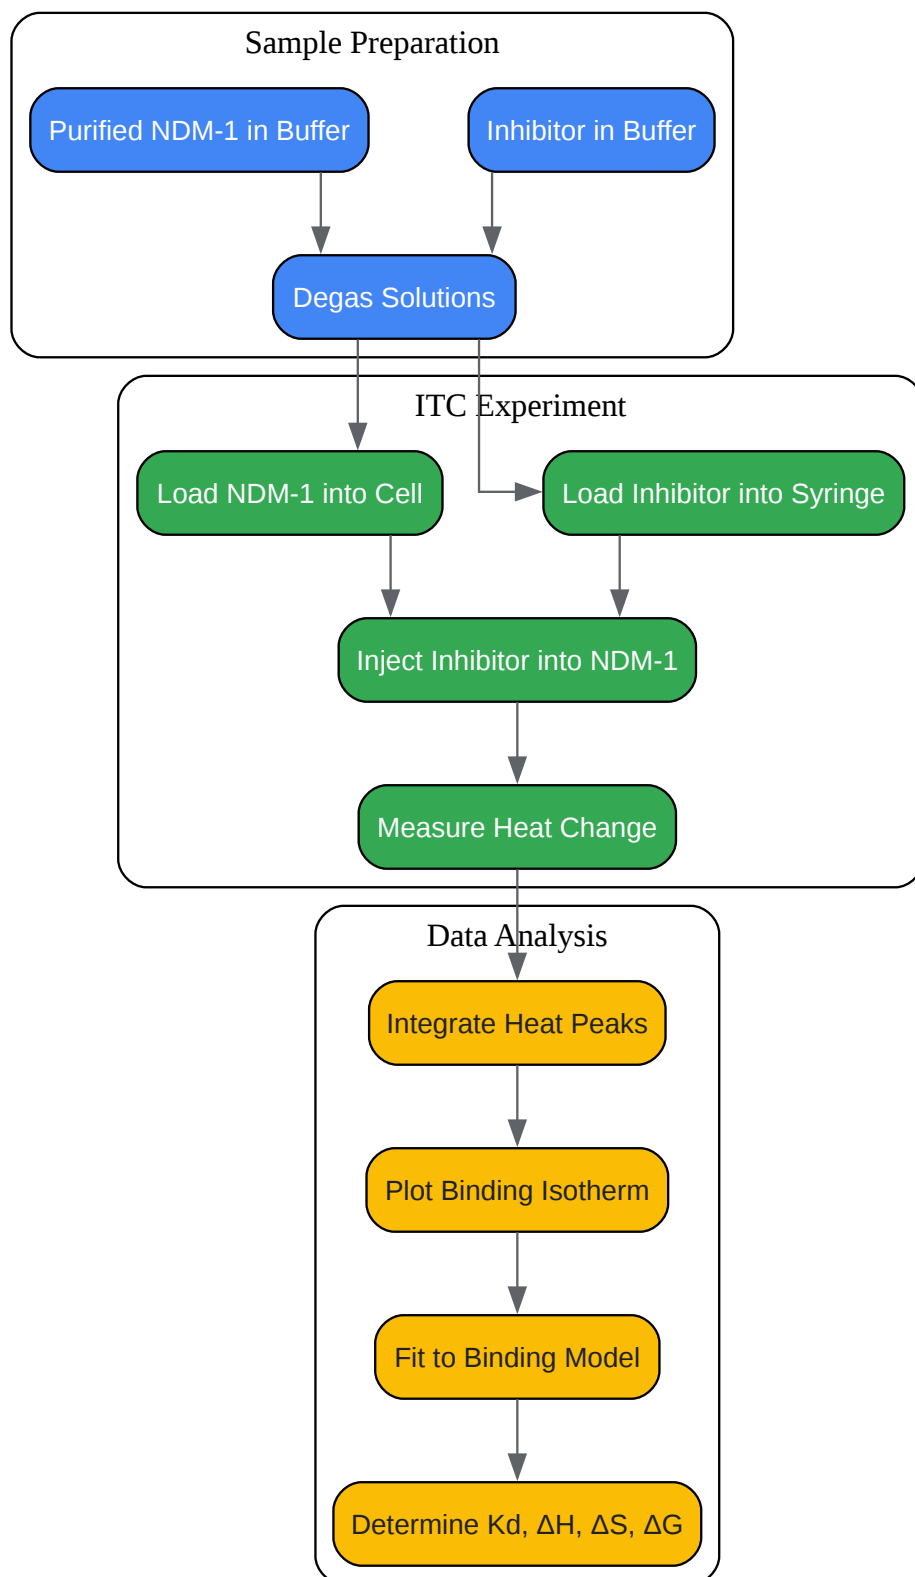 Sample Preparation
Purified NDM-1 in Buffer
Inhibitor in Buffer
Degas Solutions
ITC Experiment
Load NDM-1 into Cell
Load Inhibitor into Syringe
Inject Inhibitor into NDM-1
Measure Heat Change
Data Analysis
Integrate Heat Peaks
Plot Binding Isotherm
Fit to Binding Model
Determine Kd, ΔH, ΔS, ΔG